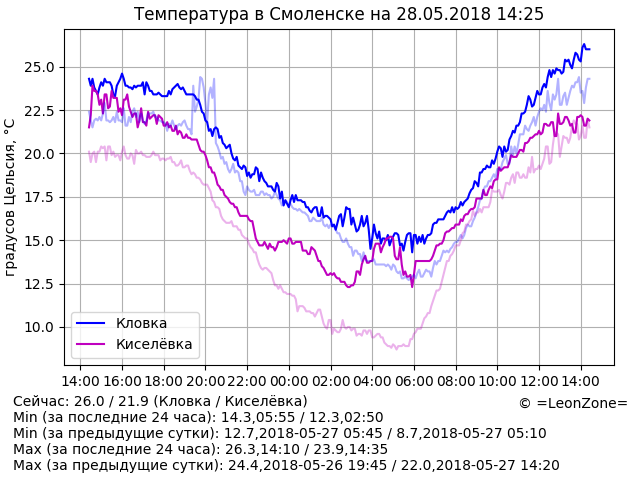 Температура в Смоленске на 28.05.2018 14:25
градусов Цельсия, °C
25.0
22.5
20.0
17.5
15.0
12.5
10.0
Кловка
Киселёвка
14:00 16:00 18:00 20:00 22:00 00:00 02:00 04:00 06:00 08:00 10:00 12:00 14:00
Сейчас: 26.0 / 21.9 (Кловка / Киселёвка)
© =LeonZone=
Min (за последние 24 часа): 14.3,05:55 / 12.3,02:50
Min (за предыдущие сутки): 12.7,2018-05-27 05:45 / 8.7,2018-05-27 05:10
Max (за последние 24 часа): 26.3,14:10 / 23.9,14:35
Max (за предыдущие сутки): 24.4,2018-05-26 19:45 / 22.0,2018-05-27 14:20